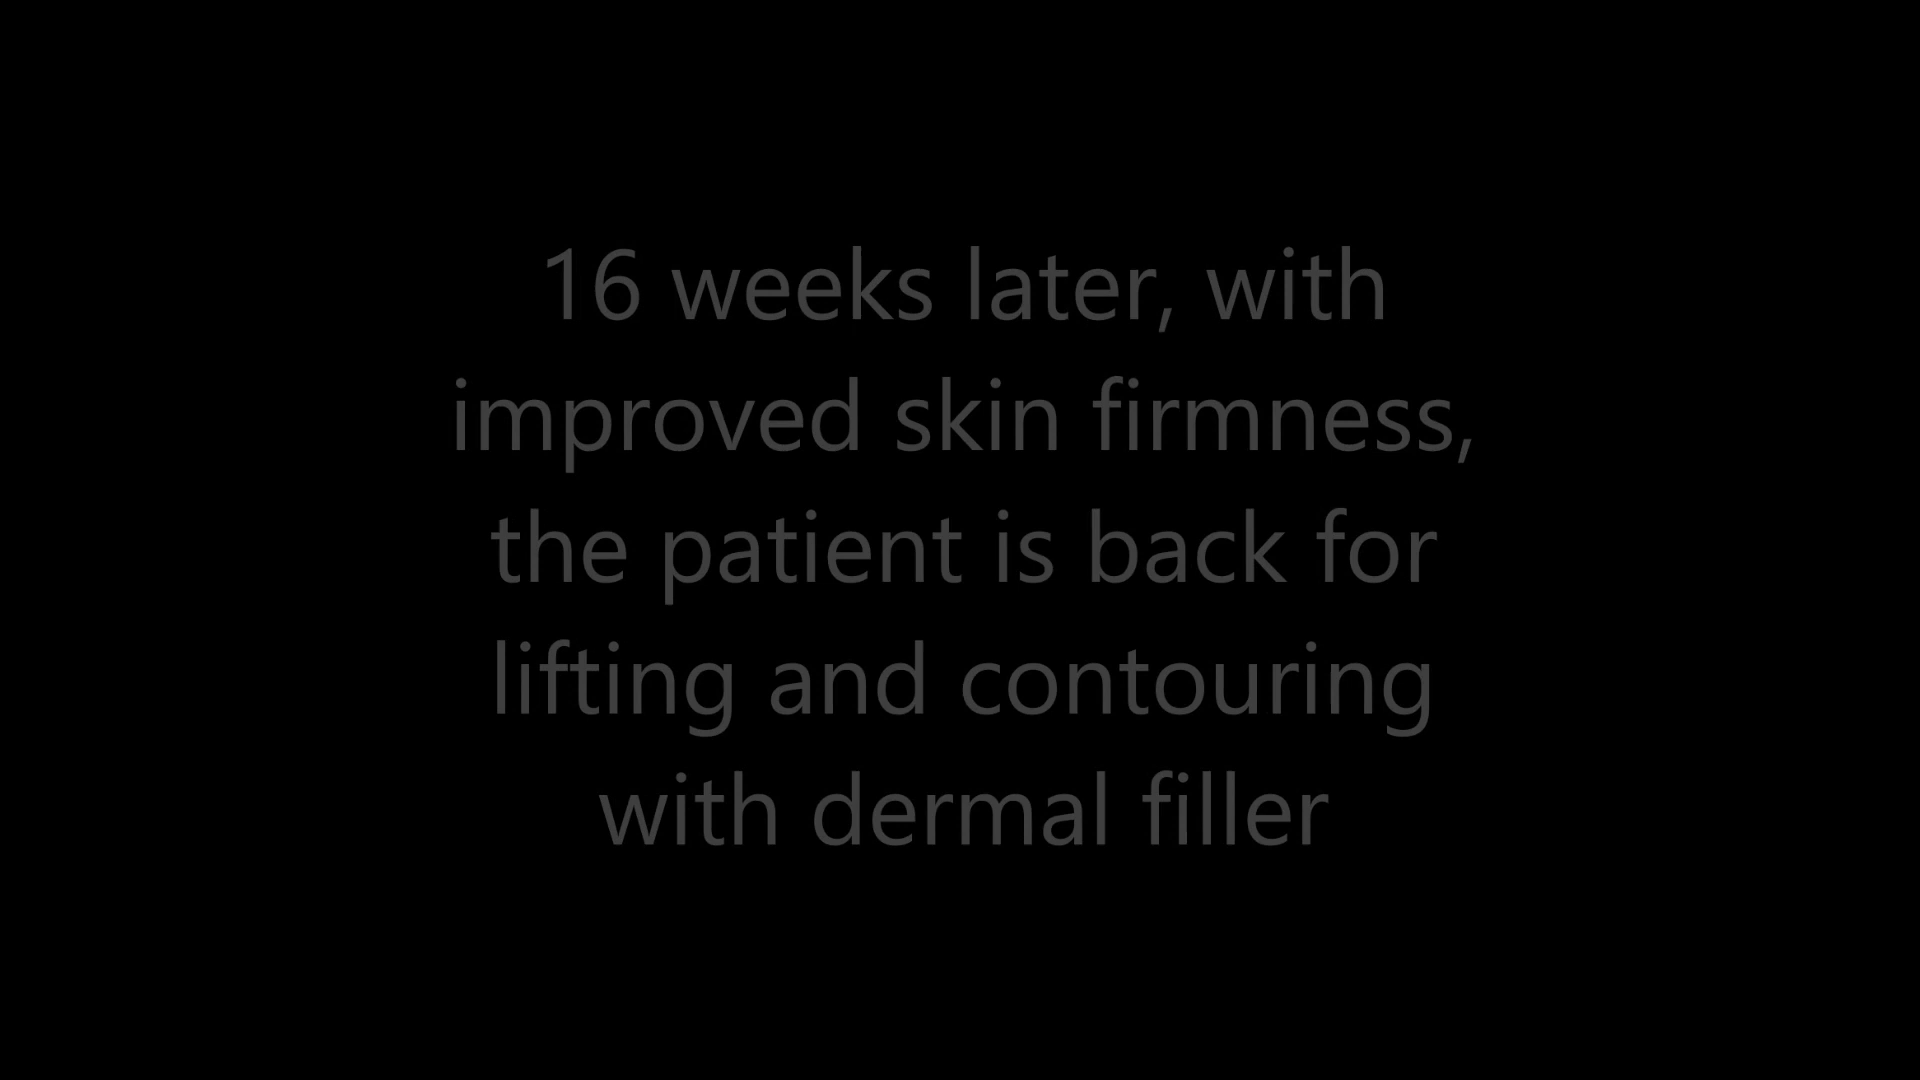 16 weeks later, with
improved skin firmness,
the patient is back for
lifting and contouring
with dermal filler